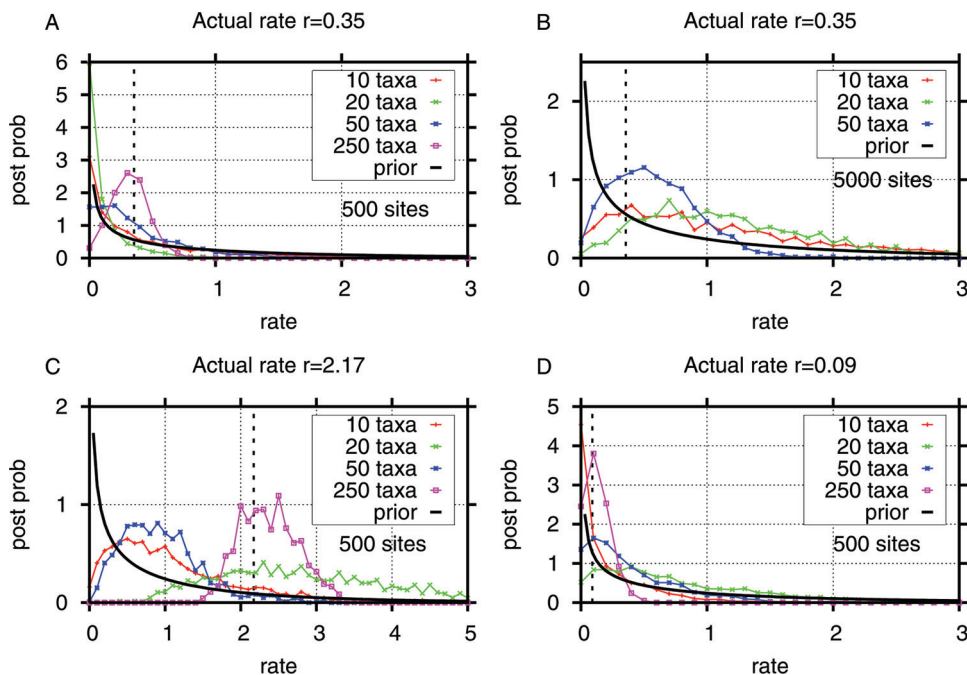 A
Actual rate r=0.35
post prob
6
5
4
3
2
1
0
10 taxa
20 taxa
50 taxa
250 taxa
prior
500 sites
0
1
2
3
rate
B
Actual rate r=0.35
post prob
2
1
0
10 taxa
20 taxa
50 taxa
prior
5000 sites
0
1
2
3
rate
C
Actual rate r=2.17
post prob
2
1
0
10 taxa
20 taxa
50 taxa
250 taxa
prior
500 sites
0
1
2
3
4
5
rate
D
Actual rate r=0.09
post prob
5
4
3
2
1
0
10 taxa
20 taxa
50 taxa
250 taxa
prior
500 sites
0
1
2
3
rate